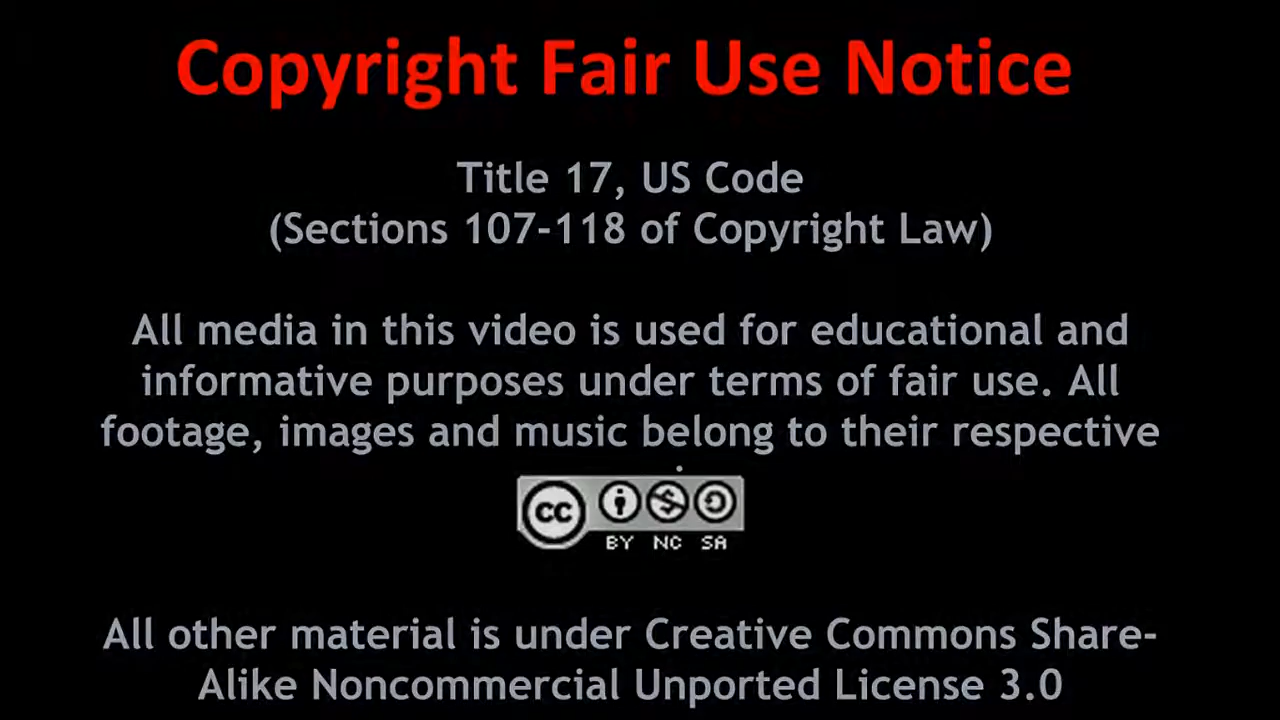 Copyright Fair Use Notice
Title 17, US Code
(Sections 107-118 of Copyright Law)
All media in this video is used for educational and
informative purposes under terms of fair use. All
footage, images and music belong to their respective
.
cc
BY NC SA
All other material is under Creative Commons Share-
Alike Noncommercial Unported License 3.0